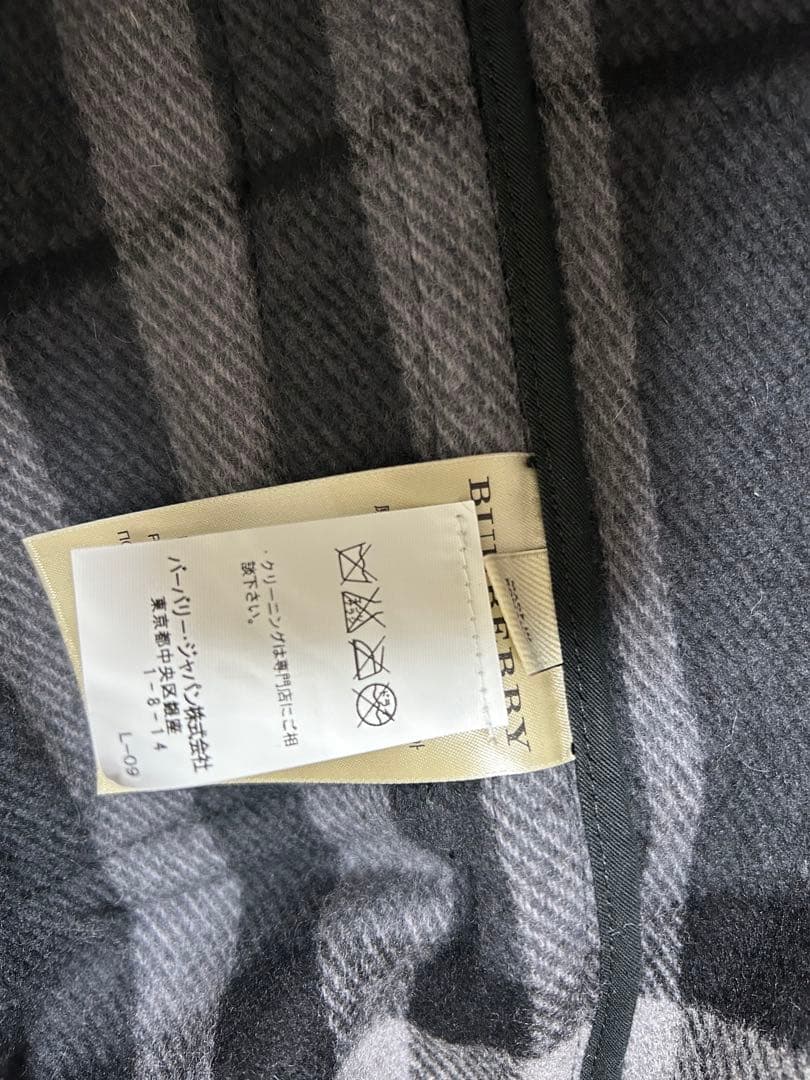 BURBERRY
MADE IN
・クリーニングは専門店にご相
談下さい。
バーバリー・ジャパン株式会社
東京都中央区銀座
1-8-14
L-09